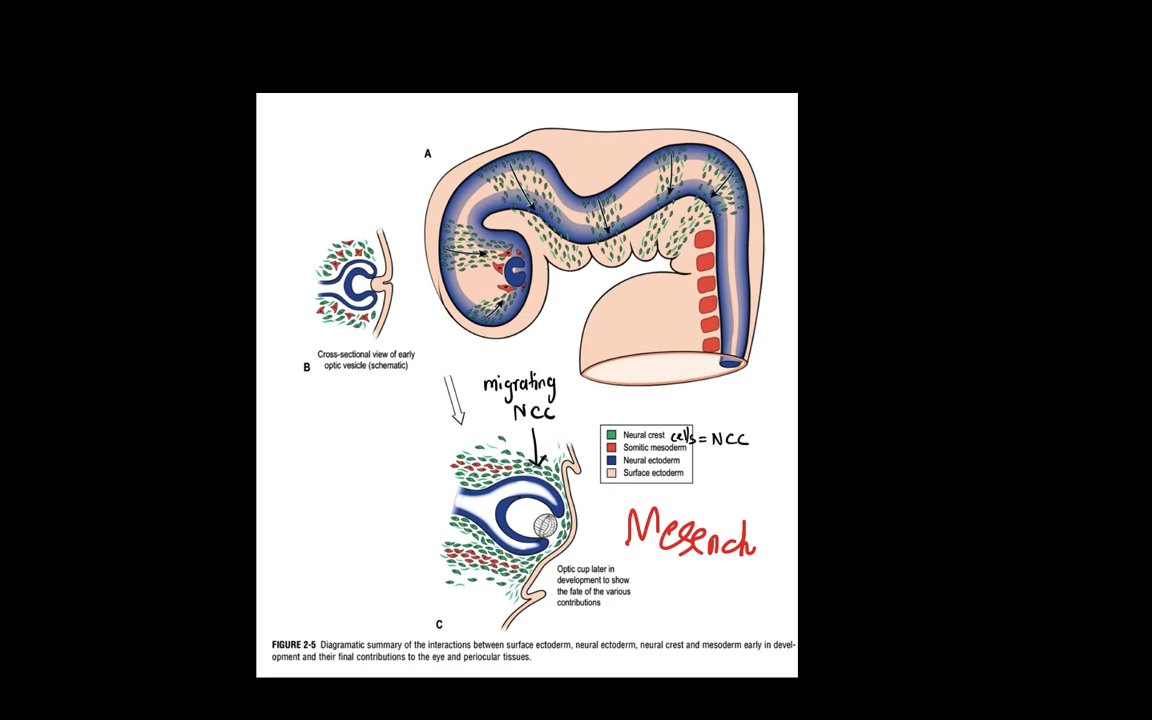 A
Cross-sectional view of early
optic vesicle (schematic)
B
migrating
NCC
Neural crest cells = NCC
Somitic mesoderm
Neural ectoderm
Surface ectoderm
Mesench
Optic cup later in
development to show
the fate of the various
contributions
C
FIGURE 2-5 Diagramatic summary of the interactions between surface ectoderm, neural ectoderm, neural crest and mesoderm early in devel-
opment and their final contributions to the eye and periocular tissues.